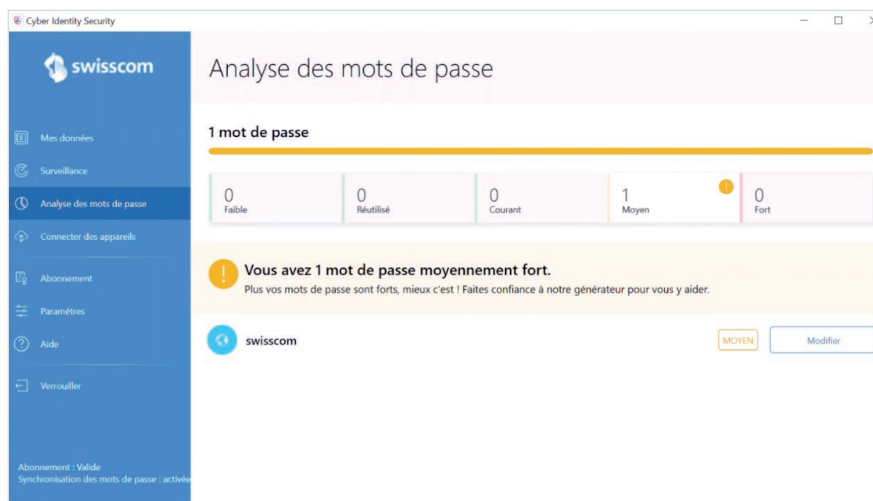 Cyber Identity Security
swisscom
Analyse des mots de passe
Mes données
Surveillance
Analyse des mots de passe
Connecter des appareils
Abonnement
Paramètres
Aide
Verrouiller
Abonnement : Valide
Synchronisation des mots de passe : activée
1 mot de passe
0
Faible
0
Réutilisé
0
Courant
1
Moyen
0
Fort
Vous avez 1 mot de passe moyennement fort.
Plus vos mots de passe sont forts, mieux c'est ! Faites confiance à notre générateur pour vous y aider.
swisscom
MOYEN
Modifier